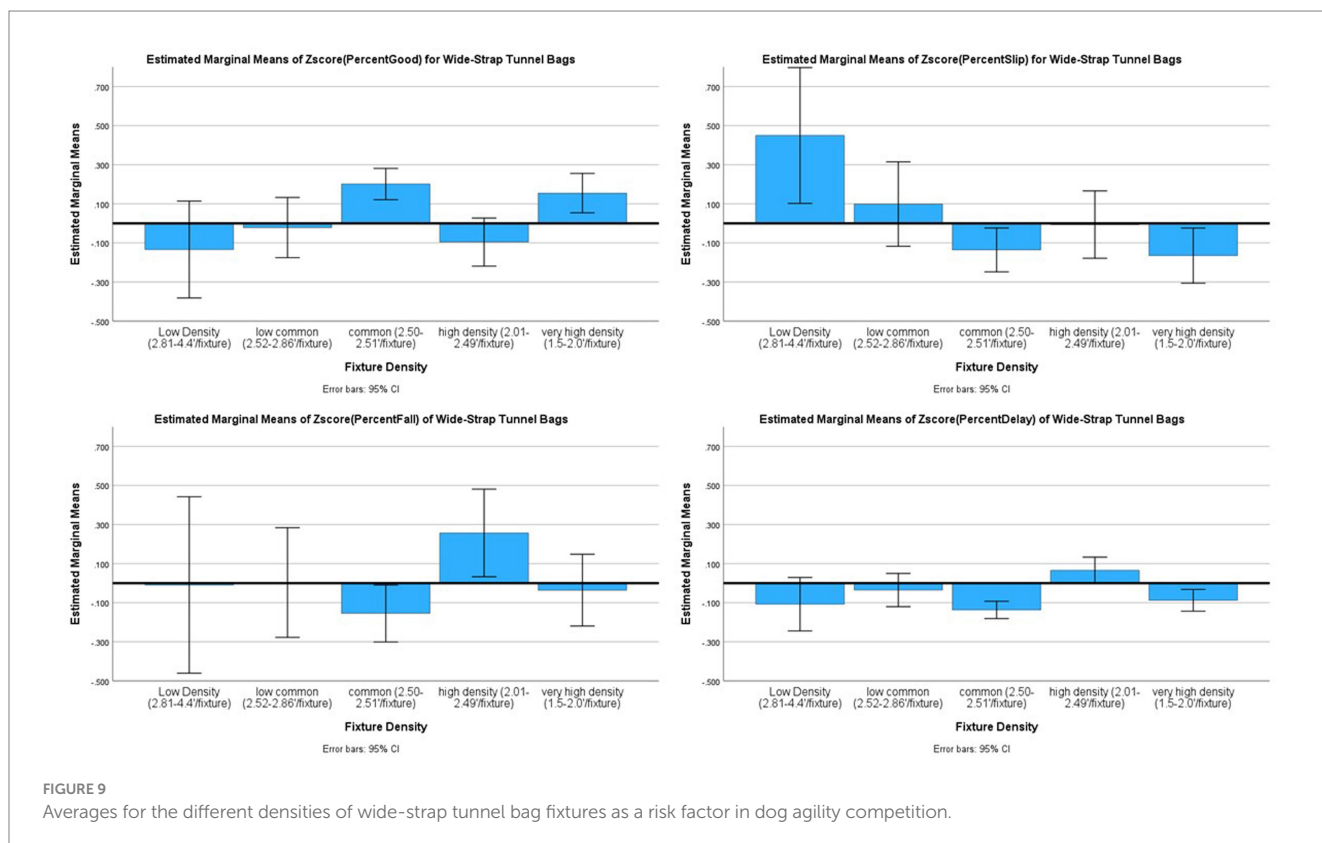 Estimated Marginal Means of Zscore(PercentGood) for Wide-Strap Tunnel Bags
Estimated Marginal Means
.700
.500
.300
.100
-.100
-.300
-.500
Low Density
(2.81-4.4'/fixture)
low common
(2.52-2.86'/fixture)
common (2.50-
2.51'/fixture)
high density (2.01-
2.49'/fixture)
very high density
(1.5-2.0'/fixture)
Fixture Density
Error bars: 95% CI
Estimated Marginal Means of Zscore(PercentSlip) for Wide-Strap Tunnel Bags
Estimated Marginal Means
.700
.500
.300
.100
-.100
-.300
-.500
Low Density
(2.81-4.4'/fixture)
low common
(2.52-2.86'/fixture)
common (2.50-
2.51'/fixture)
high density (2.01-
2.49'/fixture)
very high density
(1.5-2.0'/fixture)
Fixture Density
Error bars: 95% CI
Estimated Marginal Means of Zscore(PercentFall) of Wide-Strap Tunnel Bags
Estimated Marginal Means
.700
.500
.300
.100
-.100
-.300
-.500
Low Density
(2.81-4.4'/fixture)
low common
(2.52-2.86'/fixture)
common (2.50-
2.51'/fixture)
high density (2.01-
2.49'/fixture)
very high density
(1.5-2.0'/fixture)
Fixture Density
Error bars: 95% CI
Estimated Marginal Means of Zscore(PercentDelay) of Wide-Strap Tunnel Bags
Estimated Marginal Means
.700
.500
.300
.100
-.100
-.300
-.500
Low Density
(2.81-4.4'/fixture)
low common
(2.52-2.86'/fixture)
common (2.50-
2.51'/fixture)
high density (2.01-
2.49'/fixture)
very high density
(1.5-2.0'/fixture)
Fixture Density
Error bars: 95% CI
FIGURE 9
Averages for the different densities of wide-strap tunnel bag fixtures as a risk factor in dog agility competition.